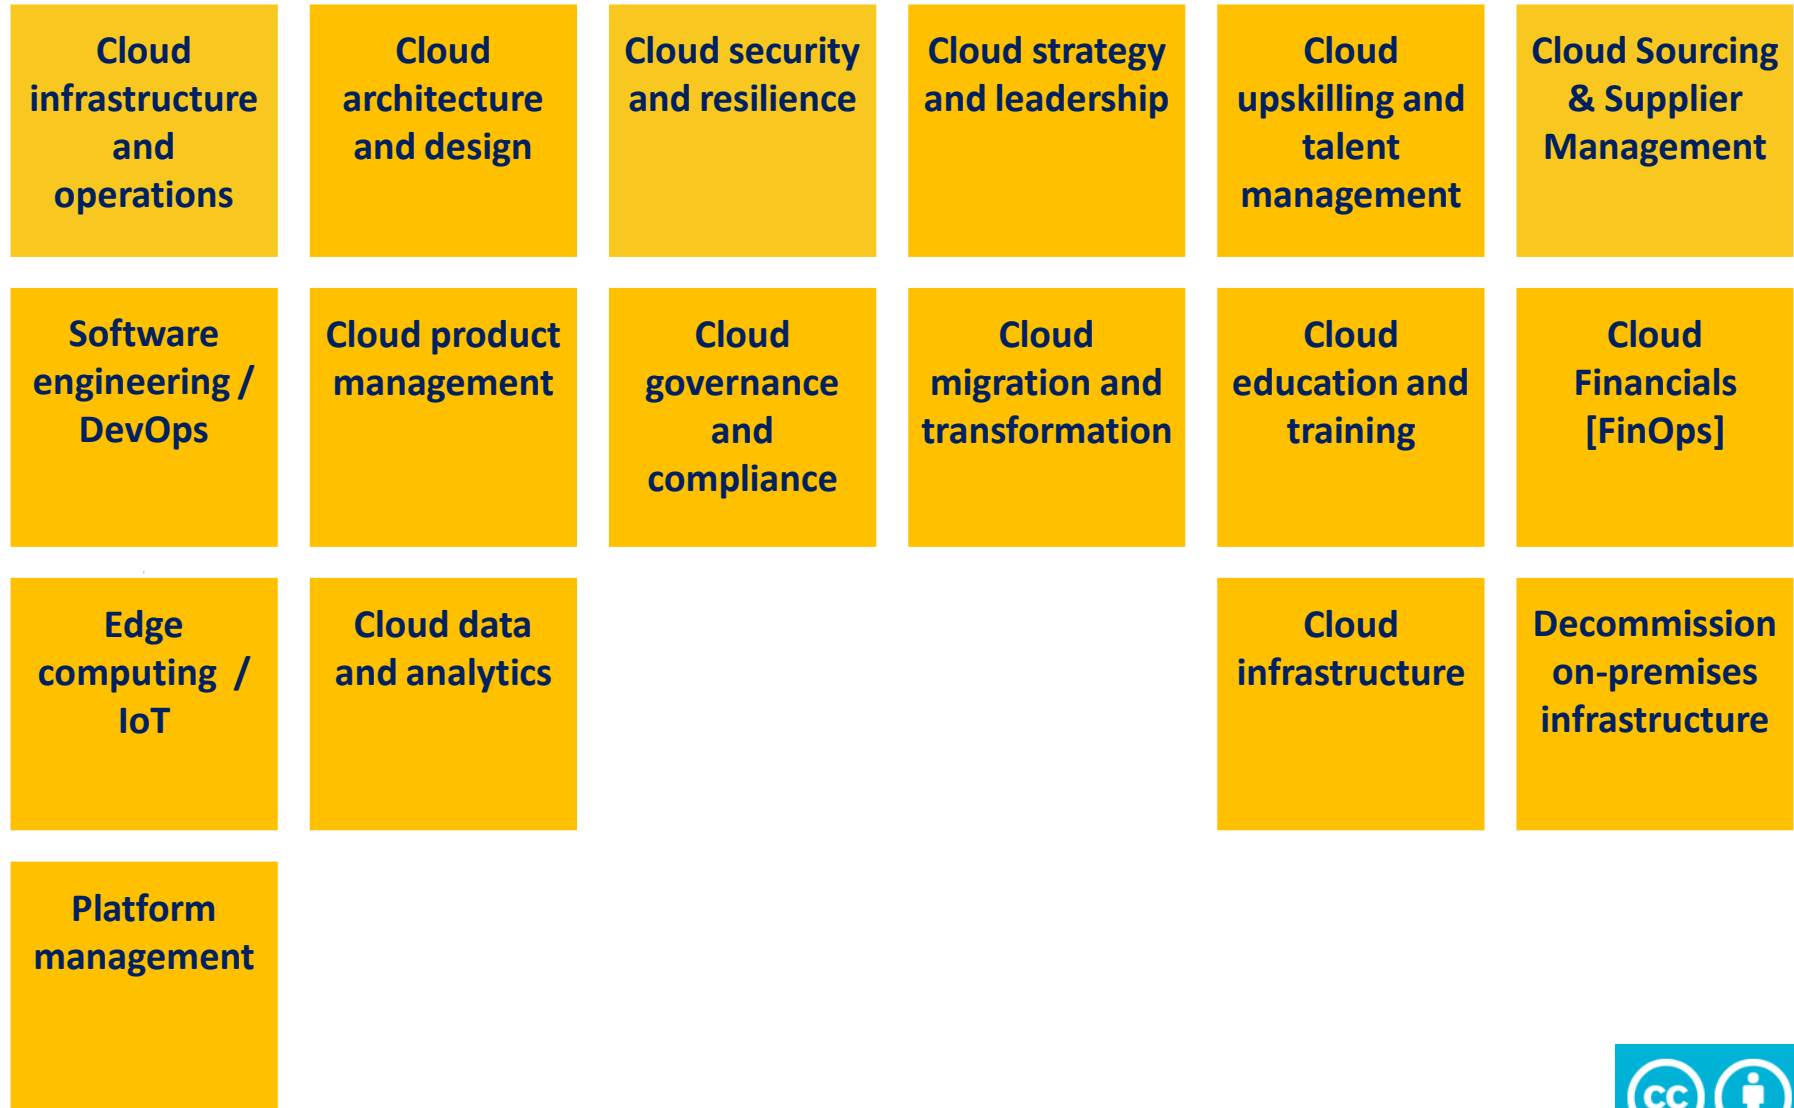 Cloud
infrastructure
and
operations
Cloud
architecture
and design
Cloud security
and resilience
Cloud strategy
and leadership
Cloud
upskilling and
talent
management
Cloud Sourcing
& Supplier
Management
Software
engineering /
DevOps
Cloud product
management
Cloud
governance
and
compliance
Cloud
migration and
transformation
Cloud
education and
training
Cloud
Financials
[FinOps]
Edge
computing /
IoT
Cloud data
and analytics
Cloud
infrastructure
Decommission
on-premises
infrastructure
Platform
management
cc